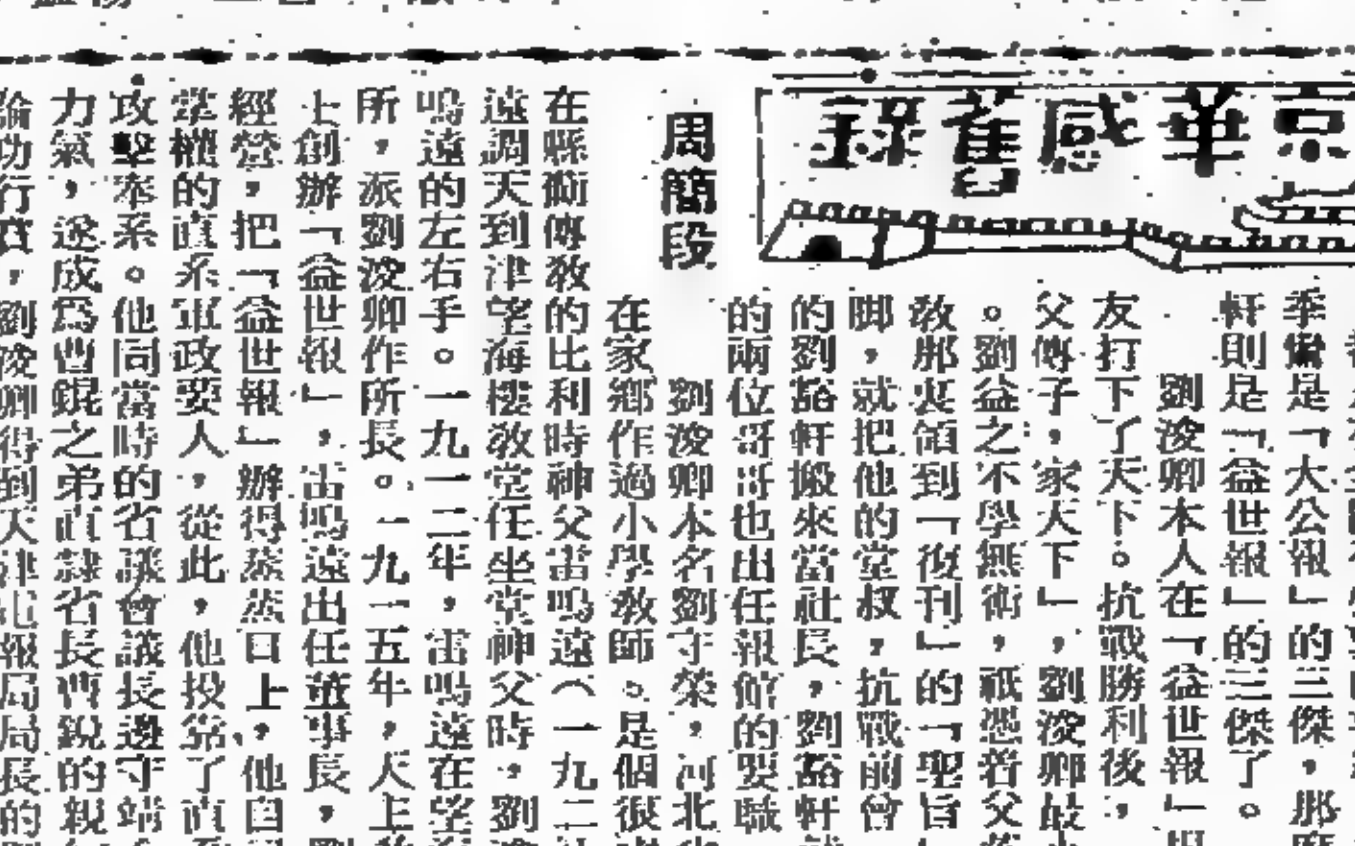 京華感舊錄
周簡段
季鸞是「大公報」的三傑，那麼
軒則是「益世報」的三傑了。
劉浚卿本人在「益世報」
友打下了天下。抗戰勝利後，
父傳子，家天下」，劉浚卿最
。劉益之不學無術，祇憑着父
教那裏領到「復刊」的「聖旨」
脚，就把他的堂叔，抗戰前曾
的劉豁軒搬來當社長，劉豁軒
的兩位哥哥也出任報館的要職
劉浚卿本名劉守榮，河北
在家鄉作過小學教師。是個很
在縣薊傳教的比利時神父雷鳴遠（一九二
遠調天到津望海樓教堂任坐堂神父時，劉
鳴遠的左右手。一九一二年，雷鳴遠在望
所，派劉浚卿作所長。一九一五年，天主
上創辦「益世報」，雷鳴遠出任董事長，
經營，把「益世報」辦得蒸蒸日上，他自
掌權的直系軍政要人，從此，他投靠了直
攻擊奉系。他同當時的省議會議長邊守靖
力氣，遂成爲曹錕之弟直隸省長曹銳的親
論功行賞，劉浚卿得到天津電報局局長的